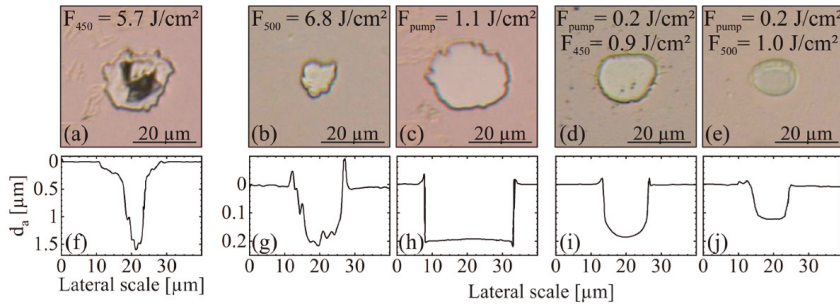 F450 = 5.7 J/cm²
(a)
20 µm
F500 = 6.8 J/cm²
(b)
20 µm
Fpump = 1.1 J/cm²
(c)
20 µm
Fpump = 0.2 J/cm²
F450 = 0.9 J/cm²
(d)
20 µm
Fpump = 0.2 J/cm²
F500 = 1.0 J/cm²
(e)
20 µm
da [µm]
0
0.5
1
1.5
(f)
0 10 20 30
Lateral scale [µm]
0
0.1
0.2
(g)
0 10 20 30
(h)
0 10 20 30
(i)
0 10 20 30
(j)
0 10 20 30
Lateral scale [µm]